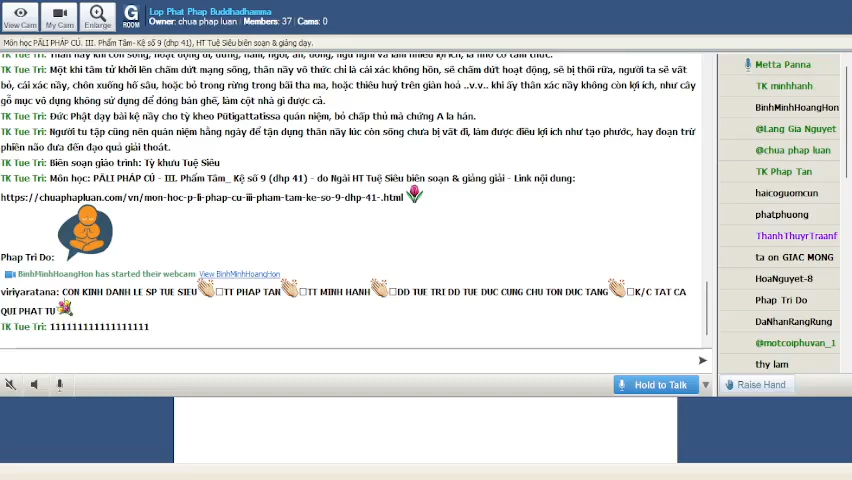 Lop Phat Phap Buddhadhamma
Owner: chua phap luan | Members: 37 | Cams: 0
View Cam
My Cam
Enlarge
G
ROOM
Môn học PĀLI PHÁP CÚ. III. Phẩm Tâm- Kệ số 9 (dhp 41), HT Tuệ Siêu biên soạn & giảng dạy.
TK Tue Tri: Một khi tâm tử khởi lên chấm dứt mạng sống, thân nầy vô thức chỉ là cái xác không hồn, sẽ chấm dứt hoạt động, sẽ bị thối rữa, người ta sẽ vất
bỏ, cái xác nầy, chôn xuống hố sâu, hoặc bỏ trong rừng trong bãi tha ma, hoặc thiêu huỷ trên giàn hoả ..v.v.. khi ấy thân xác nầy không còn lợi ích, như cây
gỗ mục vô dụng không sử dụng để đóng bàn ghế, làm cột nhà gì được cả.
TK Tue Tri: Đức Phật dạy bài kệ nầy cho tỳ kheo Pūtigattatissa quán niệm, bỏ chấp thủ mà chứng A la hán.
TK Tue Tri: Người tu tập cũng nên quán niệm hằng ngày để tận dụng thân nầy lúc còn sống chưa bị vất đi, làm được điều lợi ích như tạo phước, hay đoạn trừ
phiền não đưa đến đạo quả giải thoát.
TK Tue Tri: Biên soạn giáo trình: Tỳ khưu Tuệ Siêu
TK Tue Tri: Môn học: PĀLI PHÁP CÚ - III. Phẩm Tâm_ Kệ số 9 (dhp 41) - do Ngài HT Tuệ Siêu biên soạn & giảng giải - Link nội dung:
https://chuaphapluan.com/vn/mon-hoc-p-li-phap-cu-iii-pham-tam-ke-so-9-dhp-41-.html
Phap Tri Do:
BinhMinhHoangHon has started their webcam View BinhMinhHoangHon
viriyaratana: CON KINH DANH LE SP TUE SIEU TT PHAP TAN TT MINH HANH DD TUE TRI DD TUE DUC CUNG CHU TON DUC TANG K/C TAT CA
QUI PHAT TU
TK Tue Tri: 111111111111111111
Hold to Talk
Metta Panna
TK minhhanh
BinhMinhHoangHon
@Lang Gia Nguyet
@chua phap luan
TK Phap Tan
haicoguomcun
phatphuong
ThanhThuyrTraanf
ta on GIAC MONG
HoaNguyet-8
Phap Tri Do
DaNhanRangRung
@motcoiphuvan_1
thy lam
Raise Hand